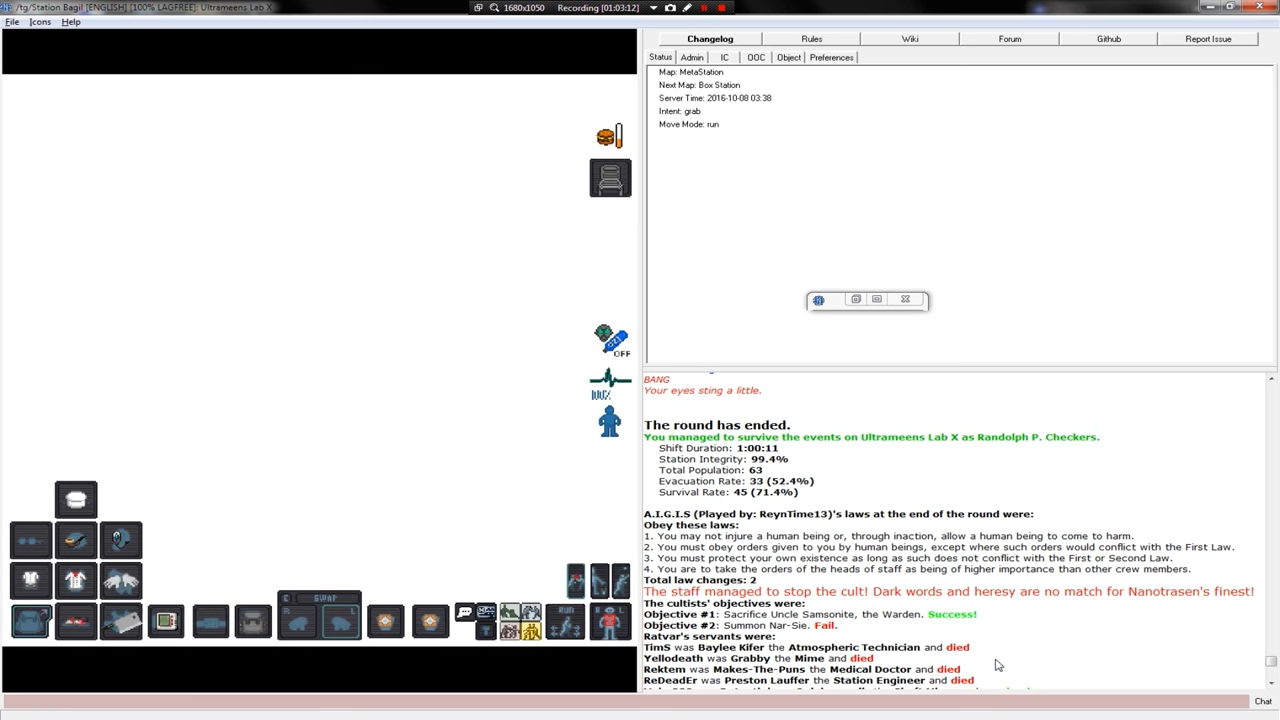 /tg/Station Bagil [ENGLISH] [100% LAGFREE]: Ultrameens Lab X
1680x1050
Recording [01:03:12]
File Icons Help
Changelog Rules Wiki Forum Github Report Issue
Status Admin IC OOC Object Preferences
Map: MetaStation
Next Map: Box Station
Server Time: 2016-10-08 03:38
Intent: grab
Move Mode: run
OFF
100%
SWAP
RUN
R L
BANG
Your eyes sting a little.
The round has ended.
You managed to survive the events on Ultrameens Lab X as Randolph P. Checkers.
Shift Duration: 1:00:11
Station Integrity: 99.4%
Total Population: 63
Evacuation Rate: 33 (52.4%)
Survival Rate: 45 (71.4%)
A.I.G.I.S (Played by: ReynTime13)'s laws at the end of the round were:
Obey these laws:
1. You may not injure a human being or, through inaction, allow a human being to come to harm.
2. You must obey orders given to you by human beings, except where such orders would conflict with the First Law.
3. You must protect your own existence as long as such does not conflict with the First or Second Law.
4. You are to take the orders of the heads of staff as being of higher importance than other crew members.
Total law changes: 2
The staff managed to stop the cult! Dark words and heresy are no match for Nanotrasen's finest!
The cultists' objectives were:
Objective #1: Sacrifice Uncle Samsonite, the Warden. Success!
Objective #2: Summon Nar-Sie. Fail.
Ratvar's servants were:
TimS was Baylee Kifer the Atmospheric Technician and died
Yellodeath was Grabby the Mime and died
Rektem was Makes-The-Puns the Medical Doctor and died
ReDeadEr was Preston Lauffer the Station Engineer and died
Chat